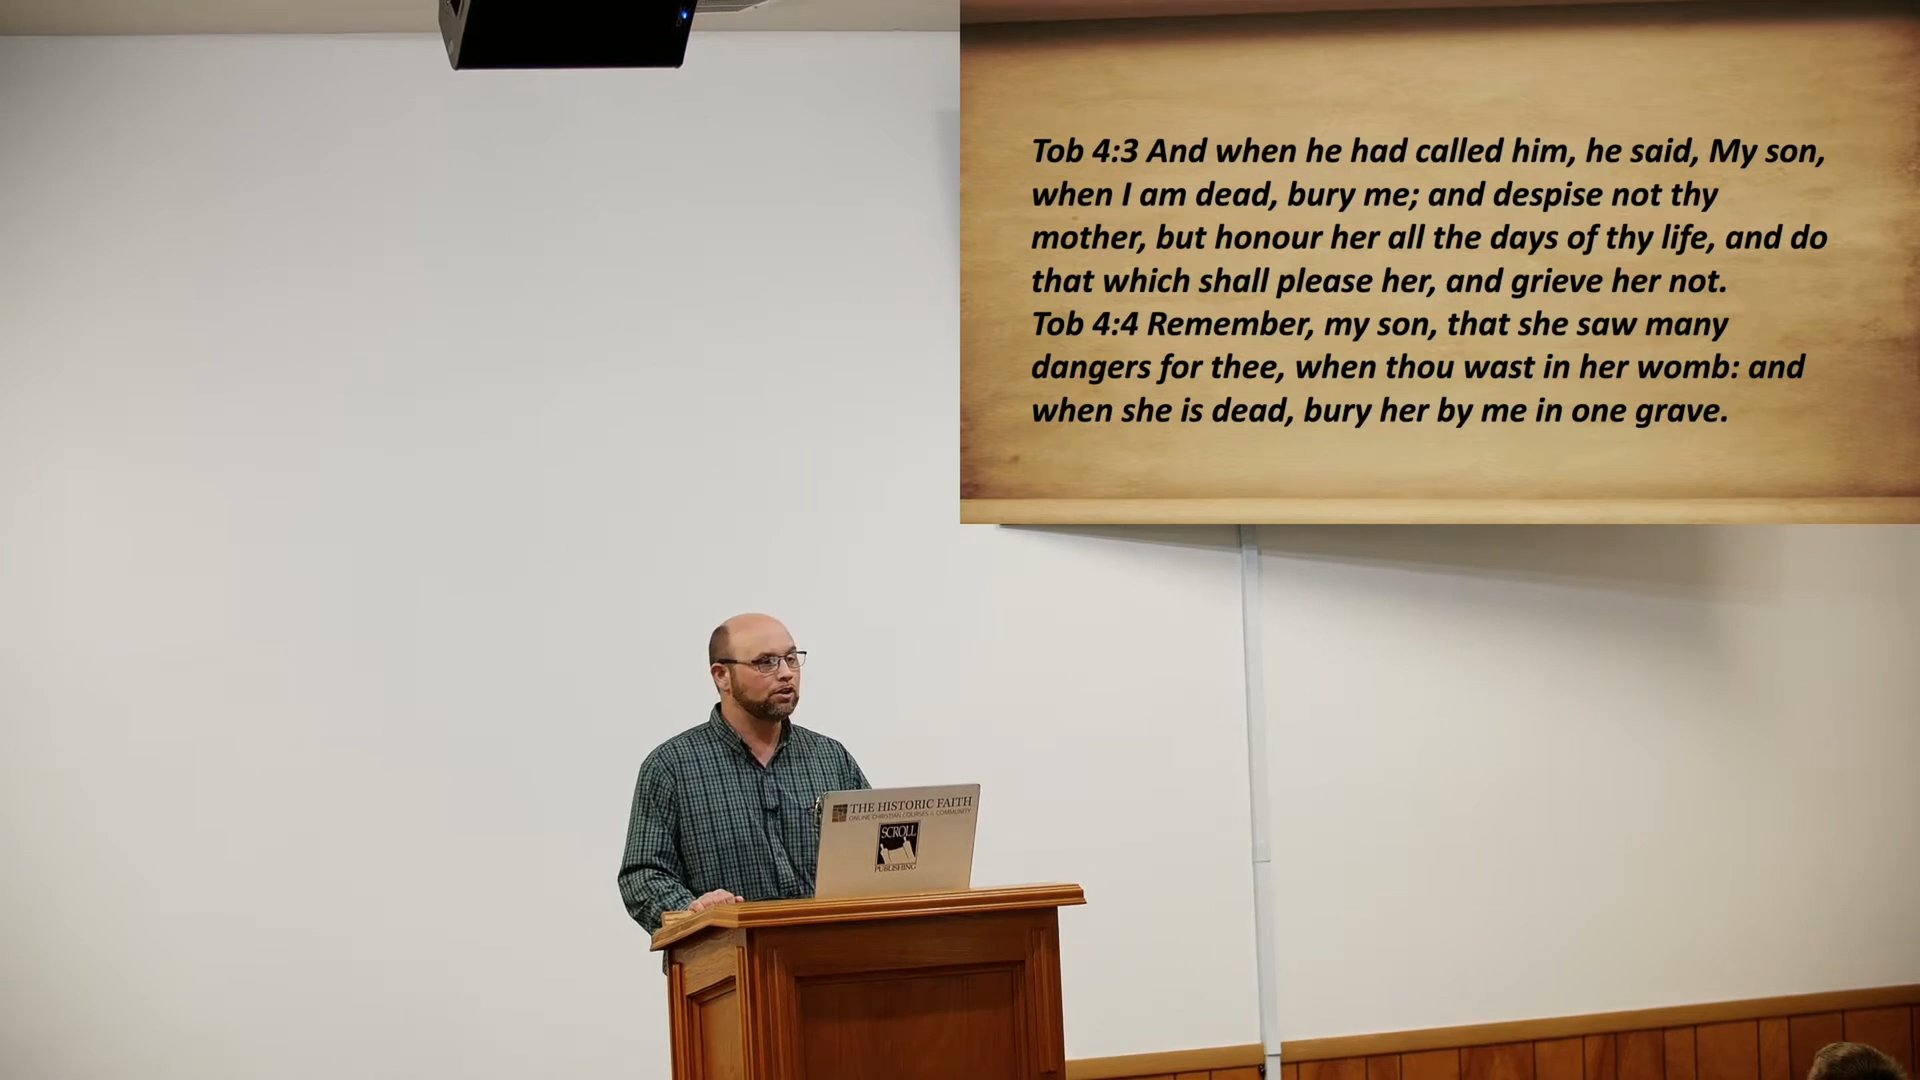 Tob 4:3 And when he had called him, he said, My son,
when I am dead, bury me; and despise not thy
mother, but honour her all the days of thy life, and do
that which shall please her, and grieve her not.
Tob 4:4 Remember, my son, that she saw many
dangers for thee, when thou wast in her womb: and
when she is dead, bury her by me in one grave.
THE HISTORIC FAITH
ONLINE CHRISTIAN COURSES & COMMUNITY
SCROLL
PUBLISHING